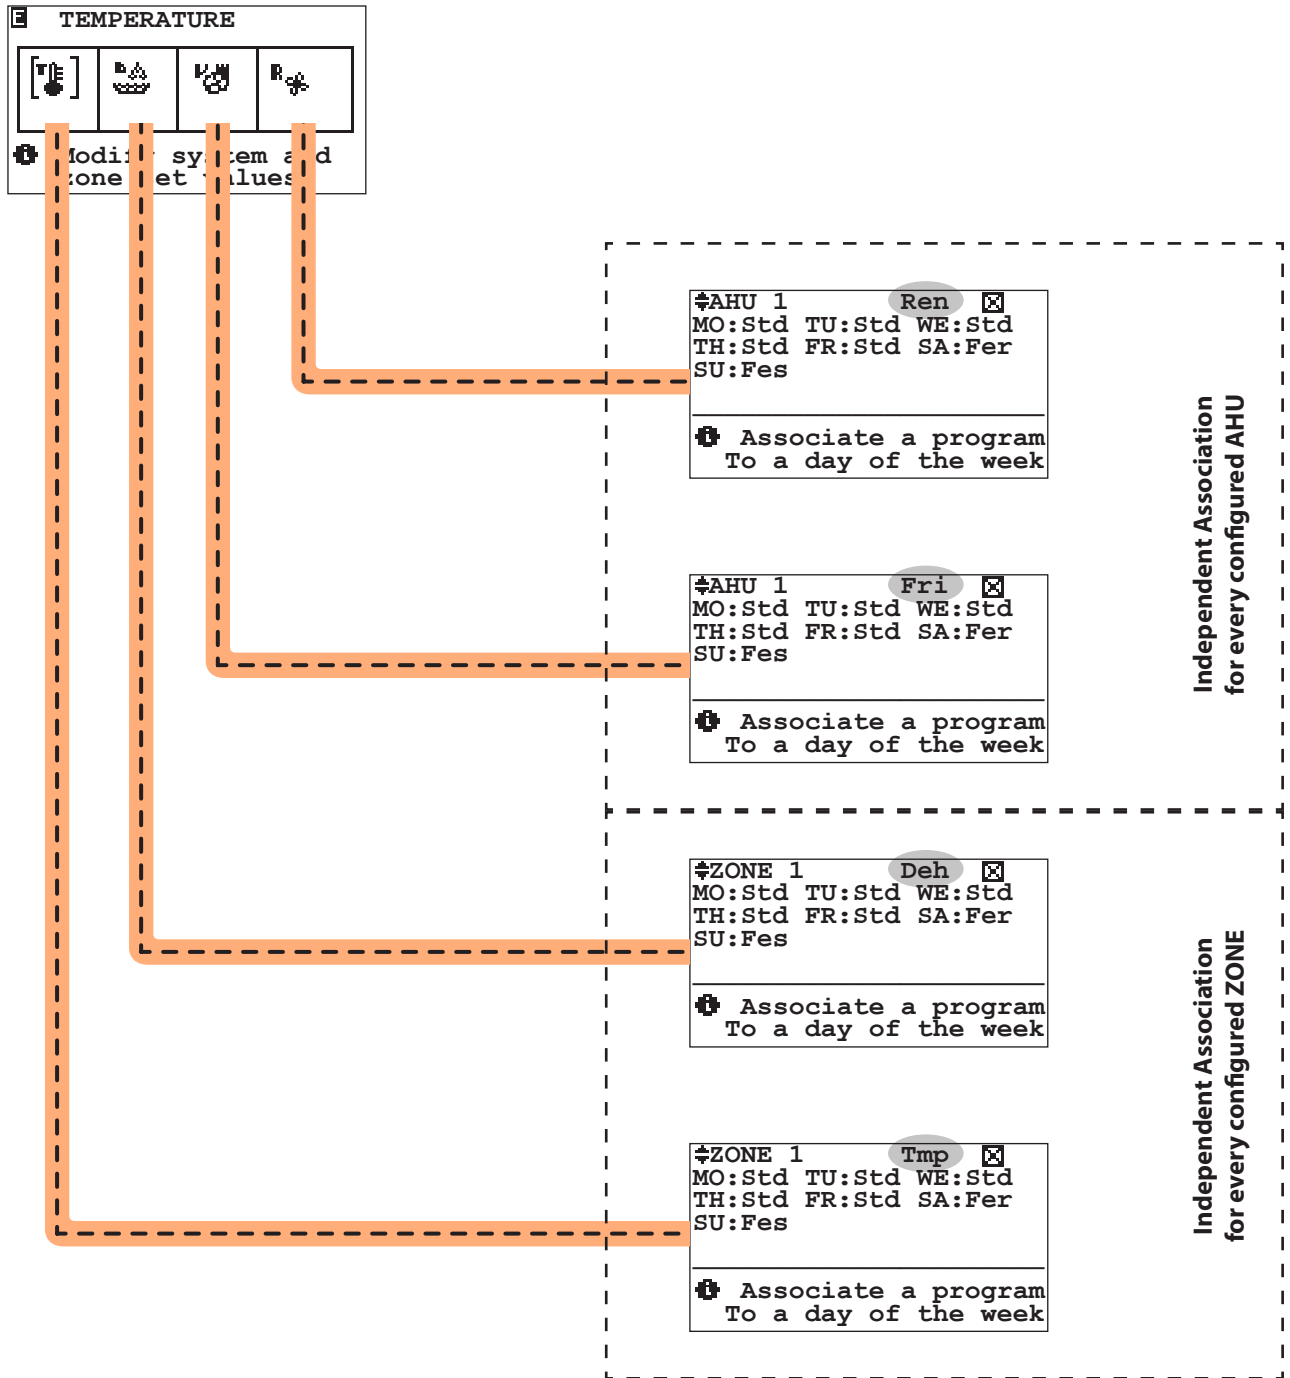 E TEMPERATURE
T D V/W R
Modify system and
zone set values
AHU 1 Ren
MO:Std TU:Std WE:Std
TH:Std FR:Std SA:Fer
SU:Fes
i Associate a program
To a day of the week
AHU 1 Fri
MO:Std TU:Std WE:Std
TH:Std FR:Std SA:Fer
SU:Fes
i Associate a program
To a day of the week
Independent Association
for every configured AHU
ZONE 1 Deh
MO:Std TU:Std WE:Std
TH:Std FR:Std SA:Fer
SU:Fes
i Associate a program
To a day of the week
ZONE 1 Tmp
MO:Std TU:Std WE:Std
TH:Std FR:Std SA:Fer
SU:Fes
i Associate a program
To a day of the week
Independent Association
for every configured ZONE